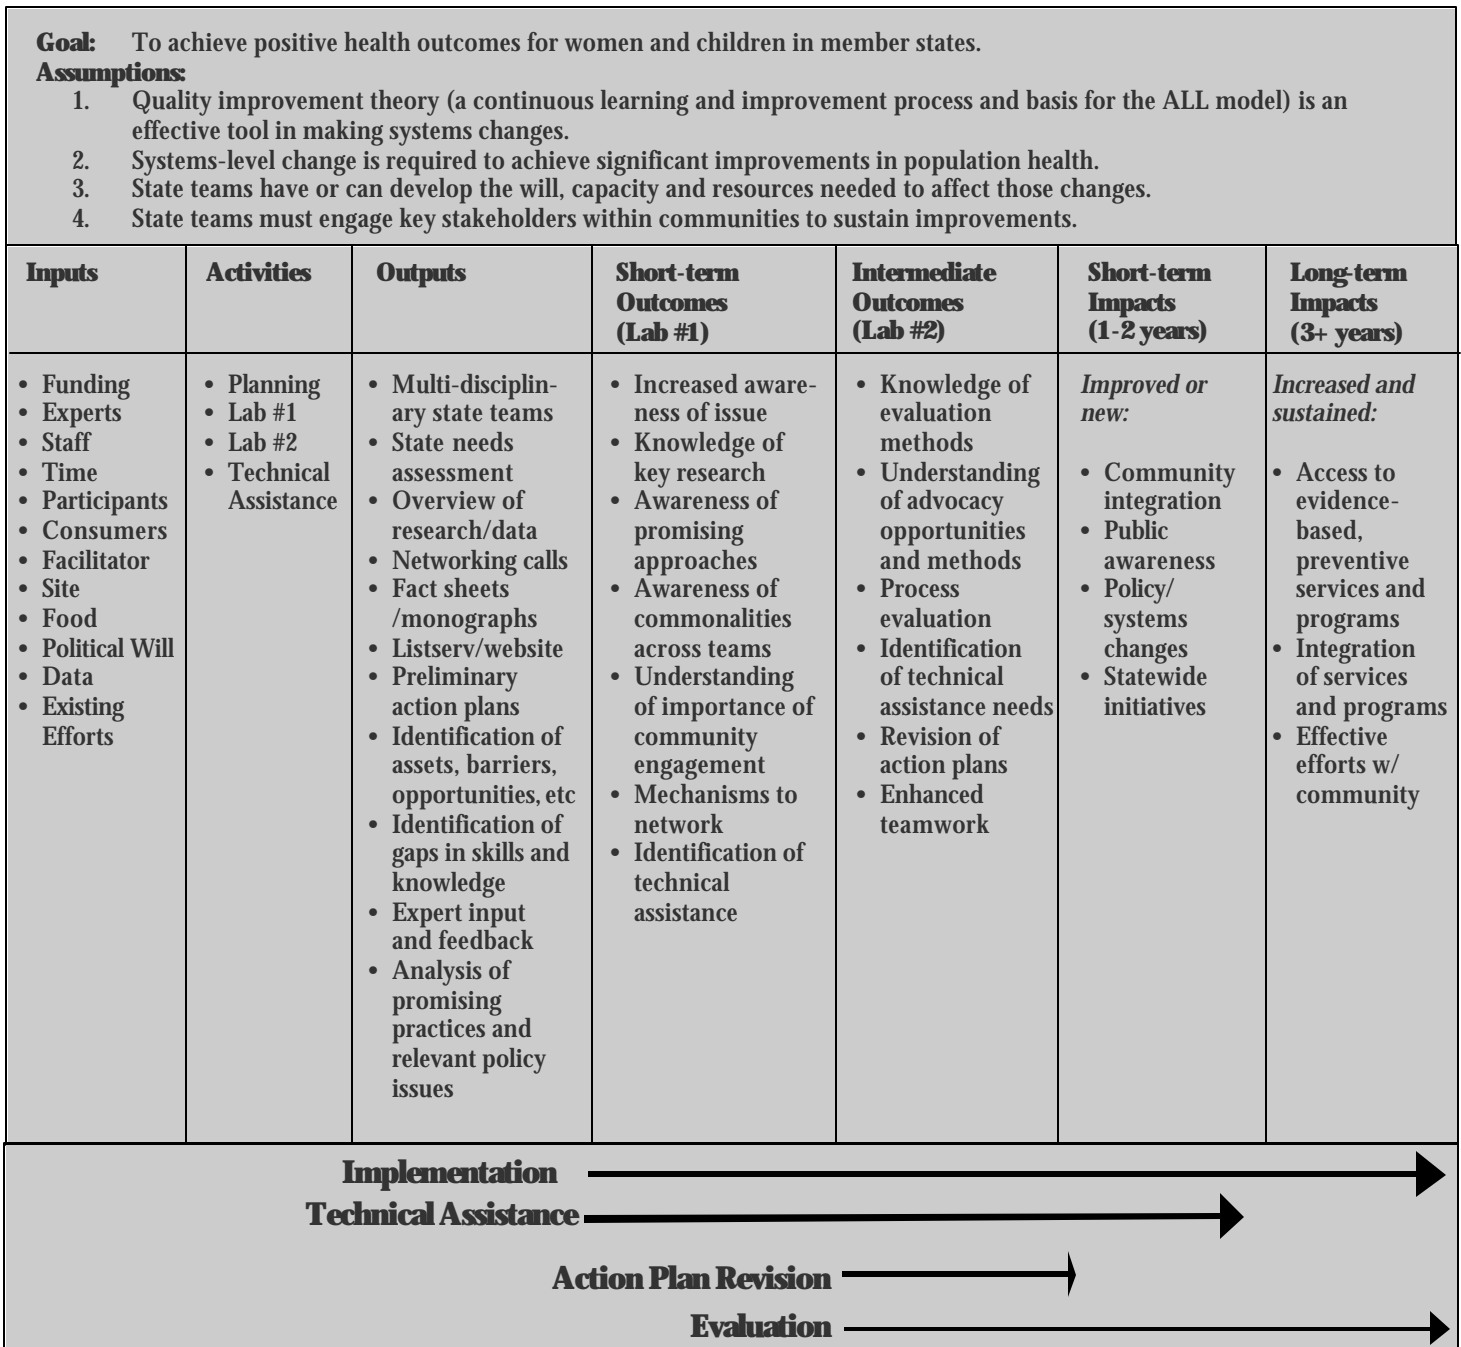 Goal: To achieve positive health outcomes for women and children in member states.
Assumptions:
1. Quality improvement theory (a continuous learning and improvement process and basis for the ALL model) is an
effective tool in making systems changes.
2. Systems-level change is required to achieve significant improvements in population health.
3. State teams have or can develop the will, capacity and resources needed to affect those changes.
4. State teams must engage key stakeholders within communities to sustain improvements.
Inputs
• Funding
• Experts
• Staff
• Time
• Participants
• Consumers
• Facilitator
• Site
• Food
• Political Will
• Data
• Existing
Efforts
Activities
• Planning
• Lab #1
• Lab #2
• Technical
Assistance
Outputs
• Multi-disciplin-
ary state teams
• State needs
assessment
• Overview of
research/data
• Networking calls
• Fact sheets
/monographs
• Listserv/website
• Preliminary
action plans
• Identification of
assets, barriers,
opportunities, etc
• Identification of
gaps in skills and
knowledge
• Expert input
and feedback
• Analysis of
promising
practices and
relevant policy
issues
Short-term
Outcomes
(Lab #1)
• Increased aware-
ness of issue
• Knowledge of
key research
• Awareness of
promising
approaches
• Awareness of
commonalities
across teams
• Understanding
of importance of
community
engagement
• Mechanisms to
network
• Identification of
technical
assistance
Intermediate
Outcomes
(Lab #2)
• Knowledge of
evaluation
methods
• Understanding
of advocacy
opportunities
and methods
• Process
evaluation
• Identification
of technical
assistance needs
• Revision of
action plans
• Enhanced
teamwork
Short-term
Impacts
(1-2 years)
Improved or
new:
• Community
integration
• Public
awareness
• Policy/
systems
changes
• Statewide
initiatives
Long-term
Impacts
(3+ years)
Increased and
sustained:
• Access to
evidence-
based,
preventive
services and
programs
• Integration
of services
and programs
• Effective
efforts w/
community
Implementation
Technical Assistance
Action Plan Revision
Evaluation